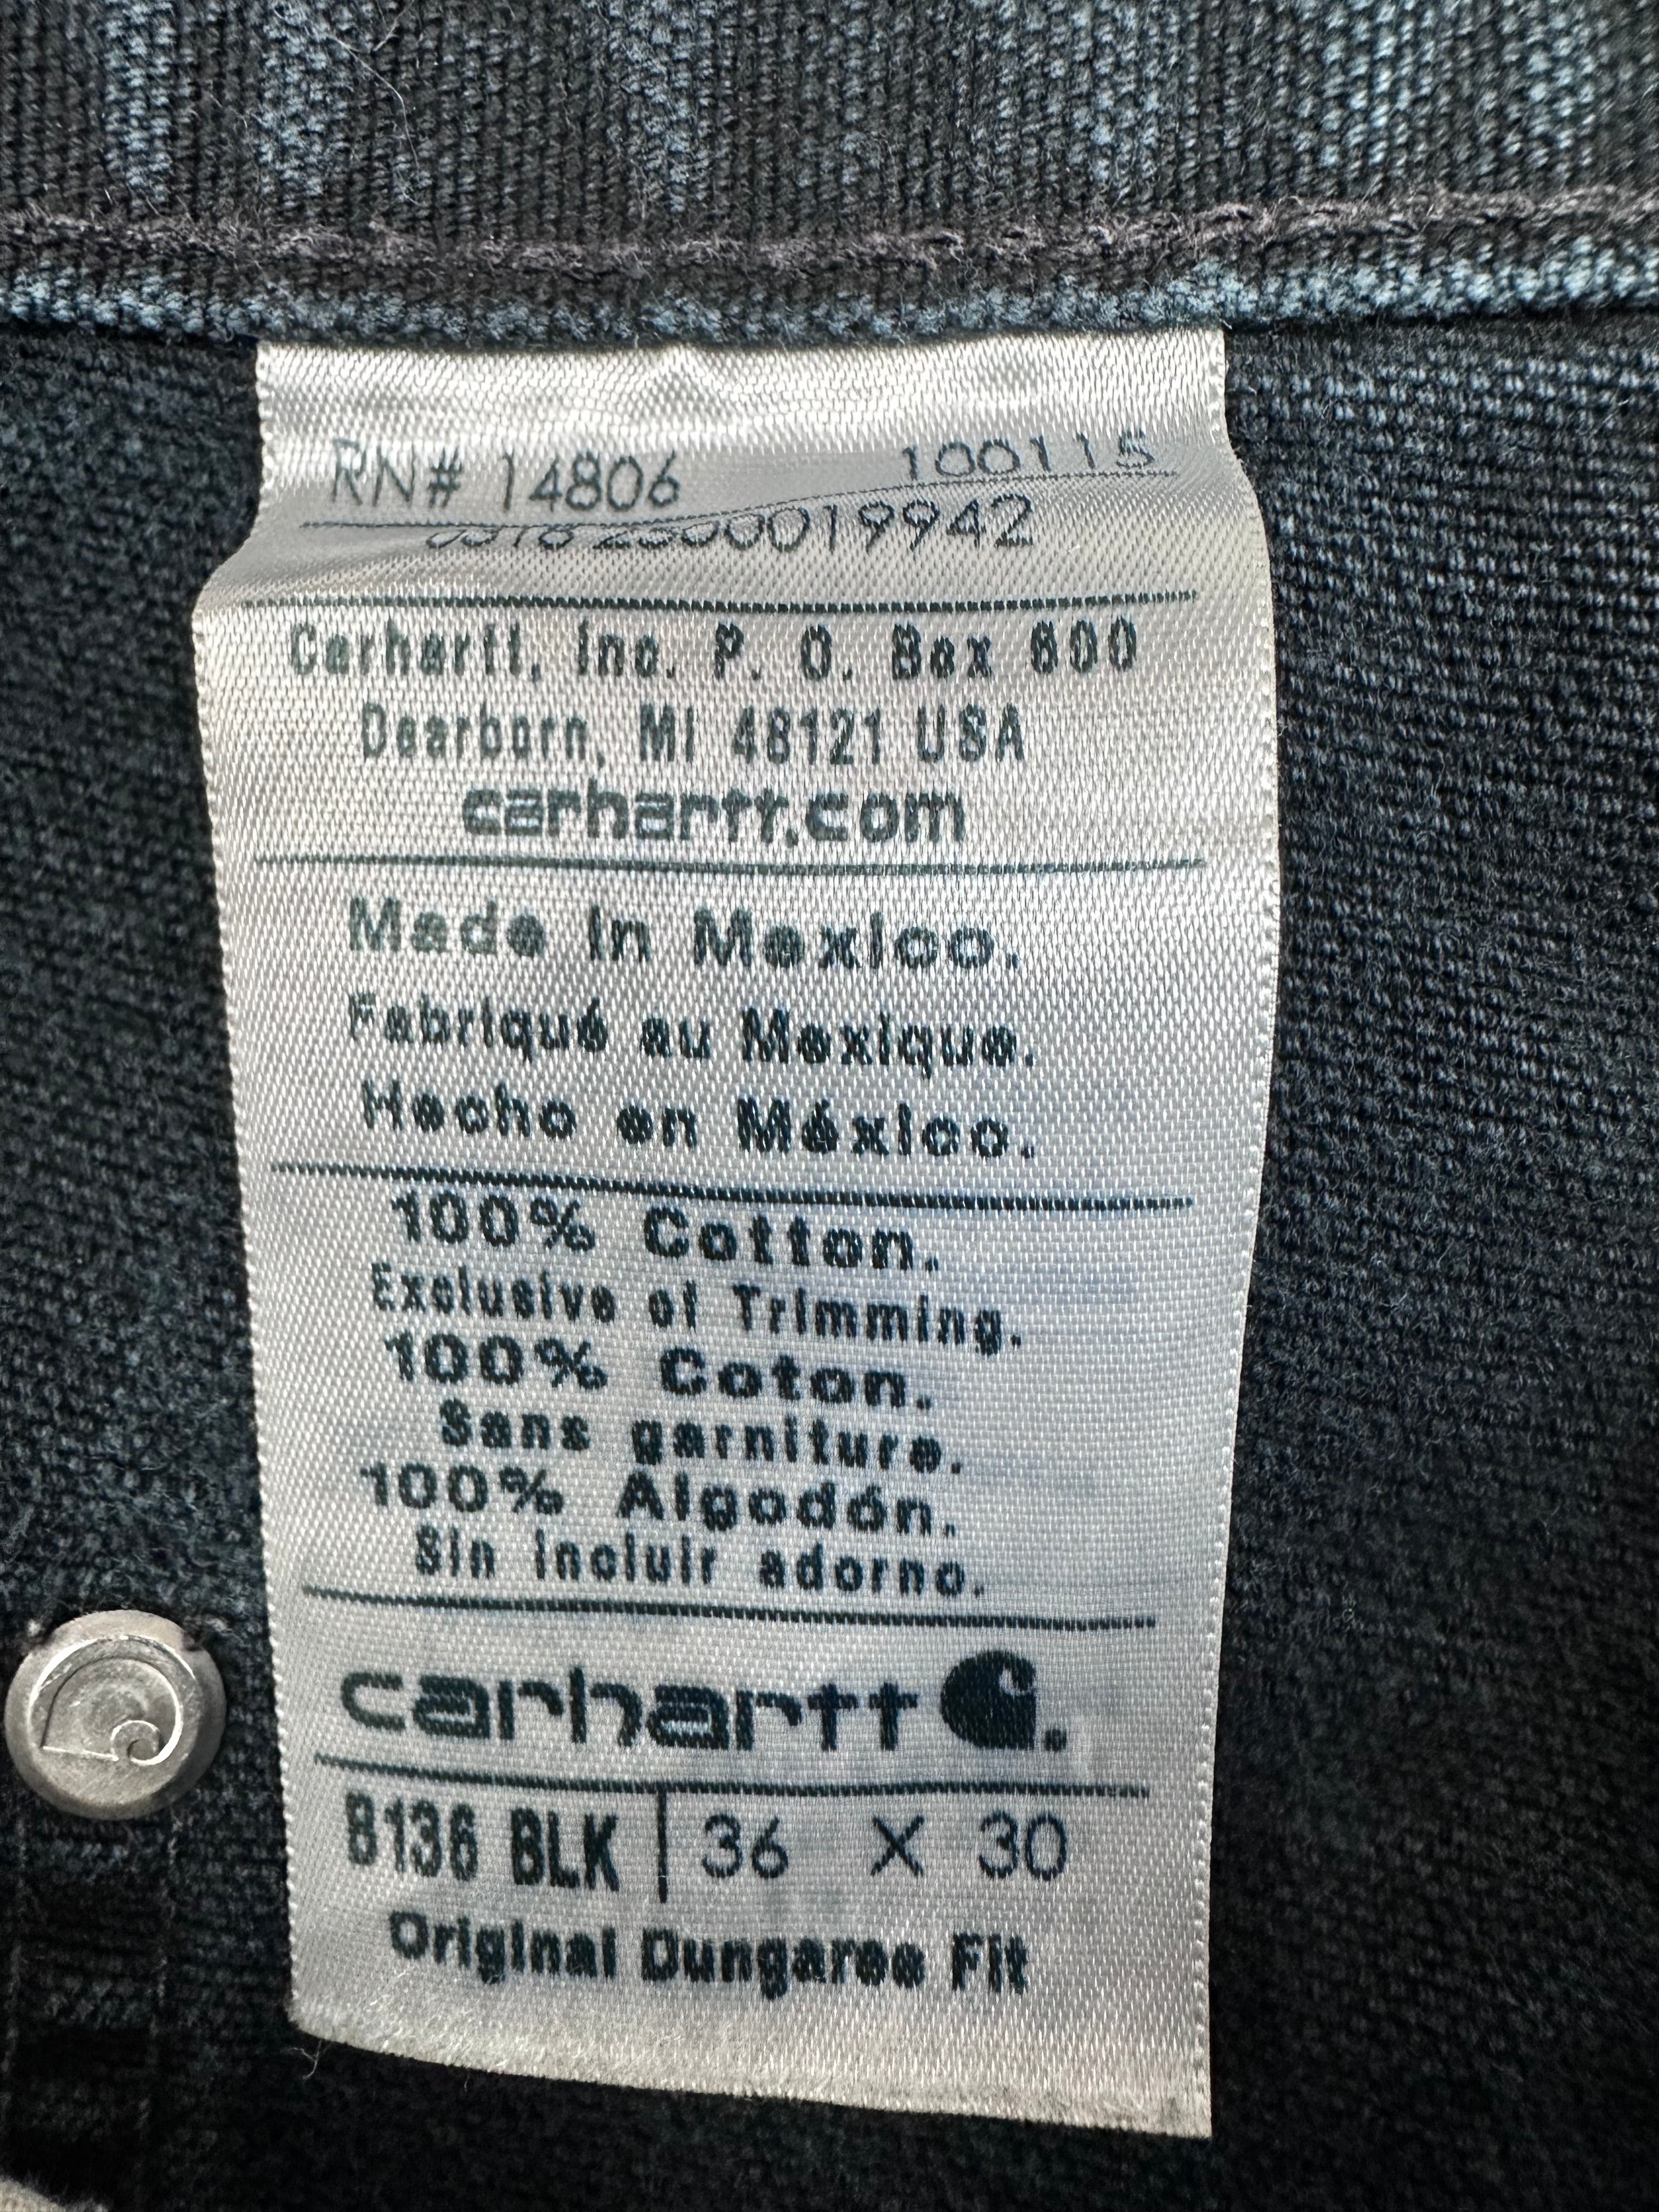 RN# 14806 100115
2300019942
Carhartt, Inc. P. O. Box 600
Dearborn, MI 48121 USA
carhartt.com
Made in Mexico.
Fabriqué au Mexique.
Hecho en México.
100% Cotton.
Exclusive of Trimming.
100% Coton.
Sans garniture.
100% Algodón.
Sin incluir adorno.
carhartt.
B136 BLK | 36 X 30
Original Dungaree Fit